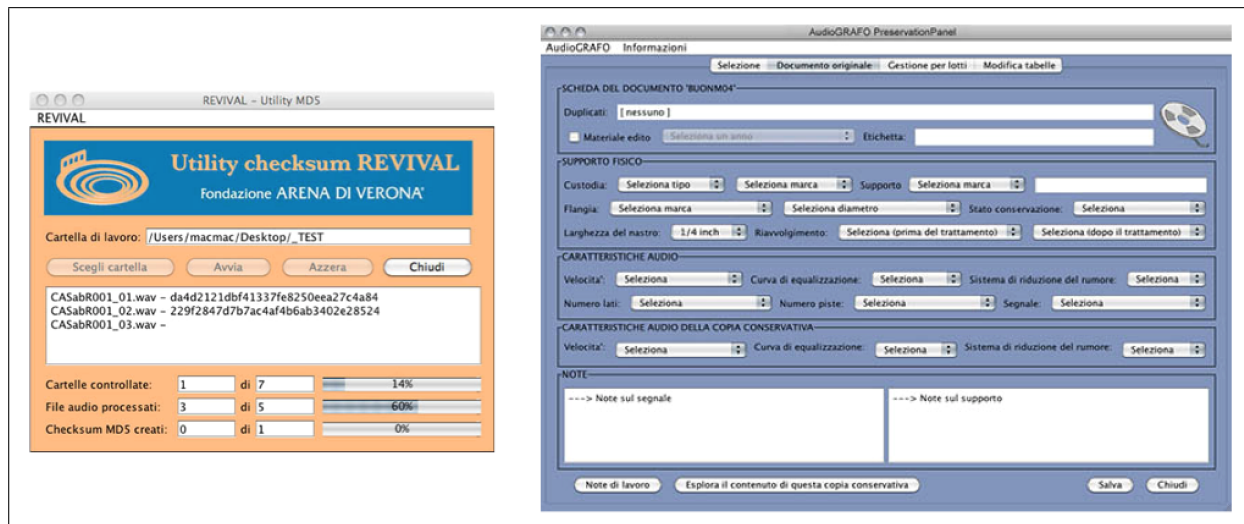 REVIVAL - Utility MD5
REVIVAL
Utility checksum REVIVAL
Fondazione ARENA DI VERONA®
Cartella di lavoro: /Users/macmac/Desktop/_TEST
Scegli cartella Avvia Azzera Chiudi
CASabR001_01.wav - da4d2121dbf41337fe8250eea27c4a84
CASabR001_02.wav - 229f2847d7b7ac4af4b6ab3402e28524
CASabR001_03.wav -
Cartelle controllate: 1 di 7 14%
File audio processati: 3 di 5 60%
Checksum MD5 creati: 0 di 1 0%
AudioGRAFO PreservationPanel
AudioGRAFO Informazioni
Selezione Documento originale Gestione per lotti Modifica tabelle
SCHEDA DEL DOCUMENTO 'BUONM04'
Duplicati: [ nessuno ]
Materiale edito Seleziona un anno Etichetta:
SUPPORTO FISICO
Custodia: Seleziona tipo Seleziona marca Supporto Seleziona marca
Flangia: Seleziona marca Seleziona diametro Stato conservazione: Seleziona
Larghezza del nastro: 1/4 inch Riavvolgimento: Seleziona (prima del trattamento) Seleziona (dopo il trattamento)
CARATTERISTICHE AUDIO
Velocita': Seleziona Curva di equalizzazione: Seleziona Sistema di riduzione del rumore: Seleziona
Numero lati: Seleziona Numero piste: Seleziona Segnale: Seleziona
CARATTERISTICHE AUDIO DELLA COPIA CONSERVATIVA
Velocita': Seleziona Curva di equalizzazione: Seleziona Sistema di riduzione del rumore: Seleziona
NOTE
---> Note sul segnale ---> Note sul supporto
Note di lavoro Esplora il contenuto di questa copia conservativa Salva Chiudi